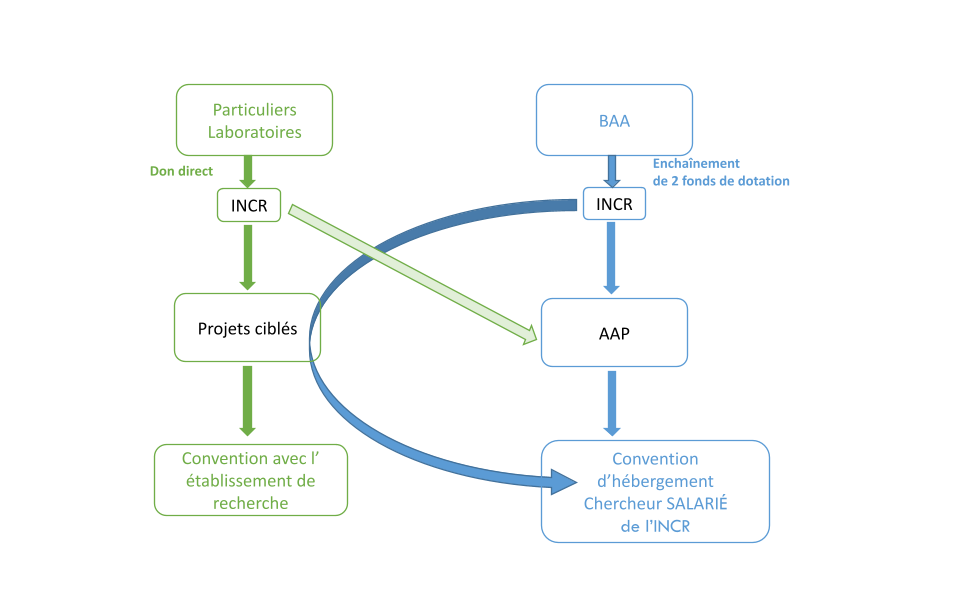 Particuliers
Laboratoires
Don direct
INCR
Projets ciblés
Convention avec l’
établissement de
recherche
BAA
Enchaînement
de 2 fonds de dotation
INCR
AAP
Convention
d’hébergement
Chercheur SALARIÉ
de l’INCR